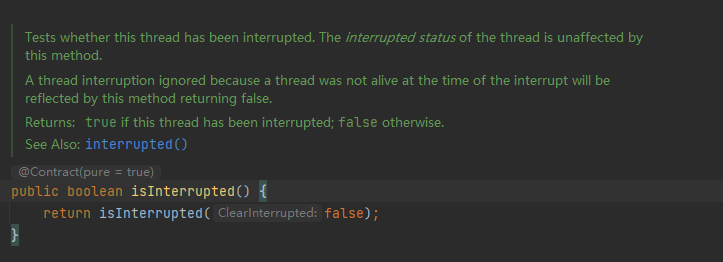 Tests whether this thread has been interrupted. The interrupted status of the thread is unaffected by
this method.
A thread interruption ignored because a thread was not alive at the time of the interrupt will be
reflected by this method returning false.
Returns: true if this thread has been interrupted; false otherwise.
See Also: interrupted()
@Contract(pure = true)
public boolean isInterrupted() {
return isInterrupted( ClearInterrupted: false);
}